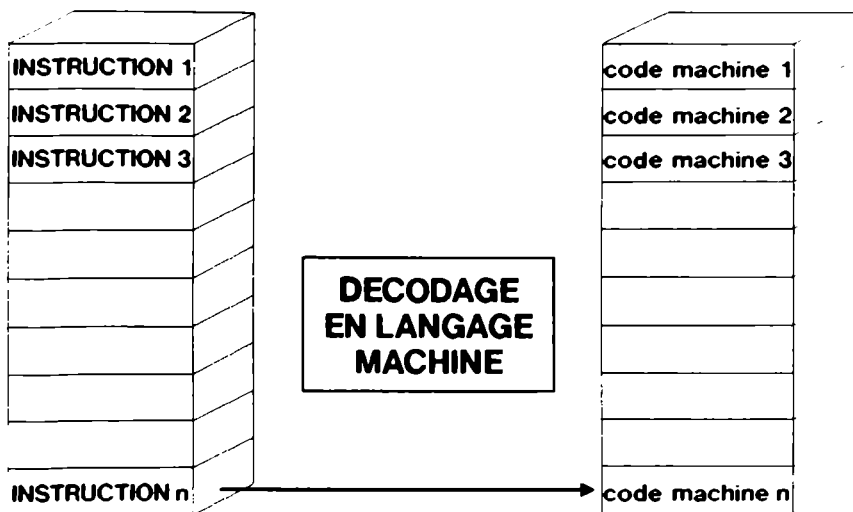 INSTRUCTION 1
INSTRUCTION 2
INSTRUCTION 3
INSTRUCTION n
DECODAGE
EN LANGAGE
MACHINE
code machine 1
code machine 2
code machine 3
code machine n